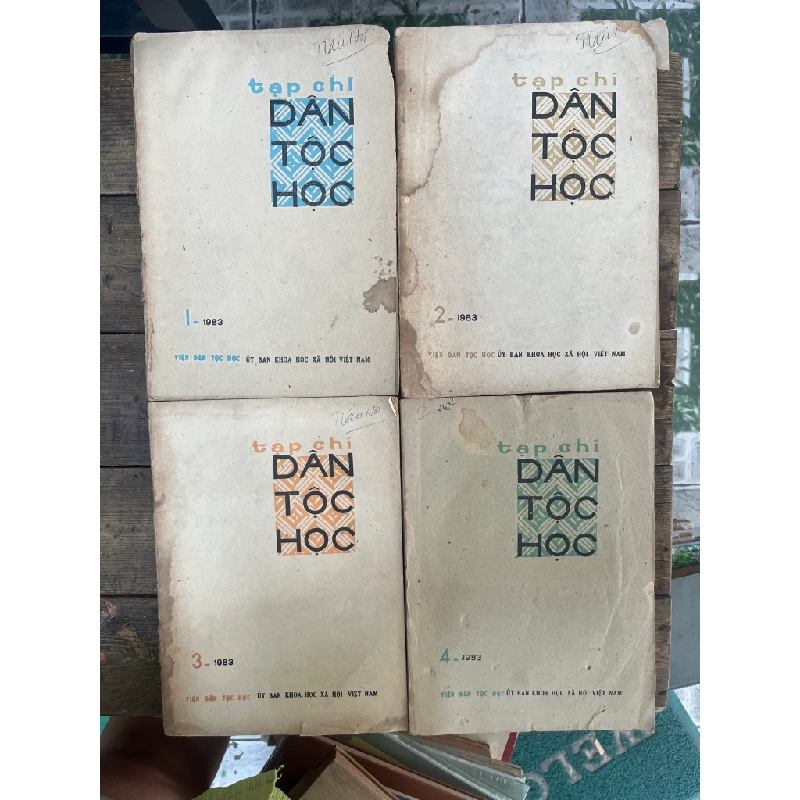 tạp chí
DÂN
TỘC
HỌC
1-1983
VIỆN DÂN TỘC HỌC ỦY BAN KHOA HỌC XÃ HỘI VIỆT NAM
tạp chí
DÂN
TỘC
HỌC
2-1983
VIỆN DÂN TỘC HỌC ỦY BAN KHOA HỌC XÃ HỘI VIỆT NAM
tạp chí
DÂN
TỘC
HỌC
3-1983
VIỆN DÂN TỘC HỌC ỦY BAN KHOA HỌC XÃ HỘI VIỆT NAM
tạp chí
DÂN
TỘC
HỌC
4-1983
VIỆN DÂN TỘC HỌC ỦY BAN KHOA HỌC XÃ HỘI VIỆT NAM